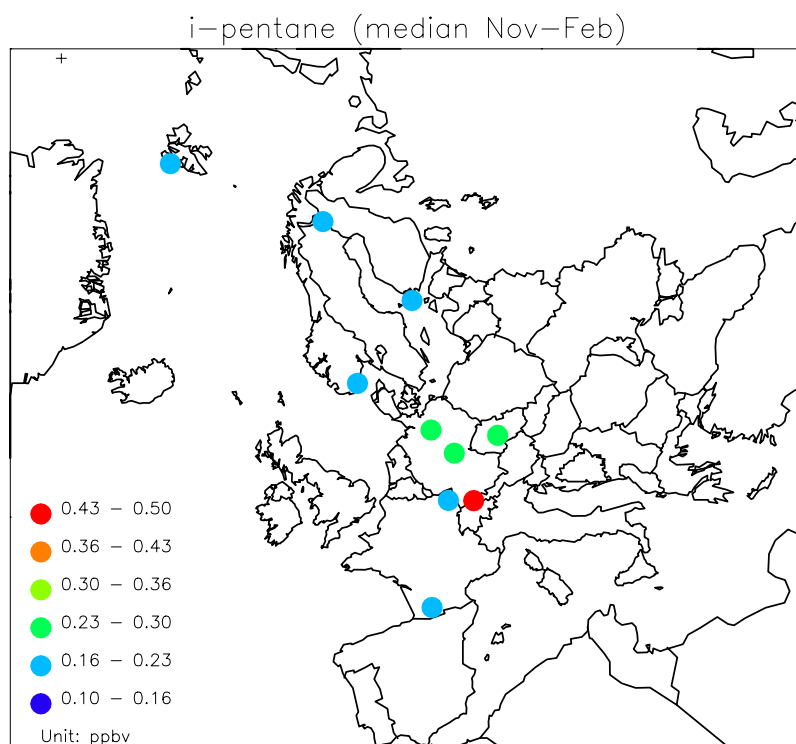 i-pentane (median Nov-Feb)
0.43 - 0.50
0.36 - 0.43
0.30 - 0.36
0.23 - 0.30
0.16 - 0.23
0.10 - 0.16
Unit: ppbv